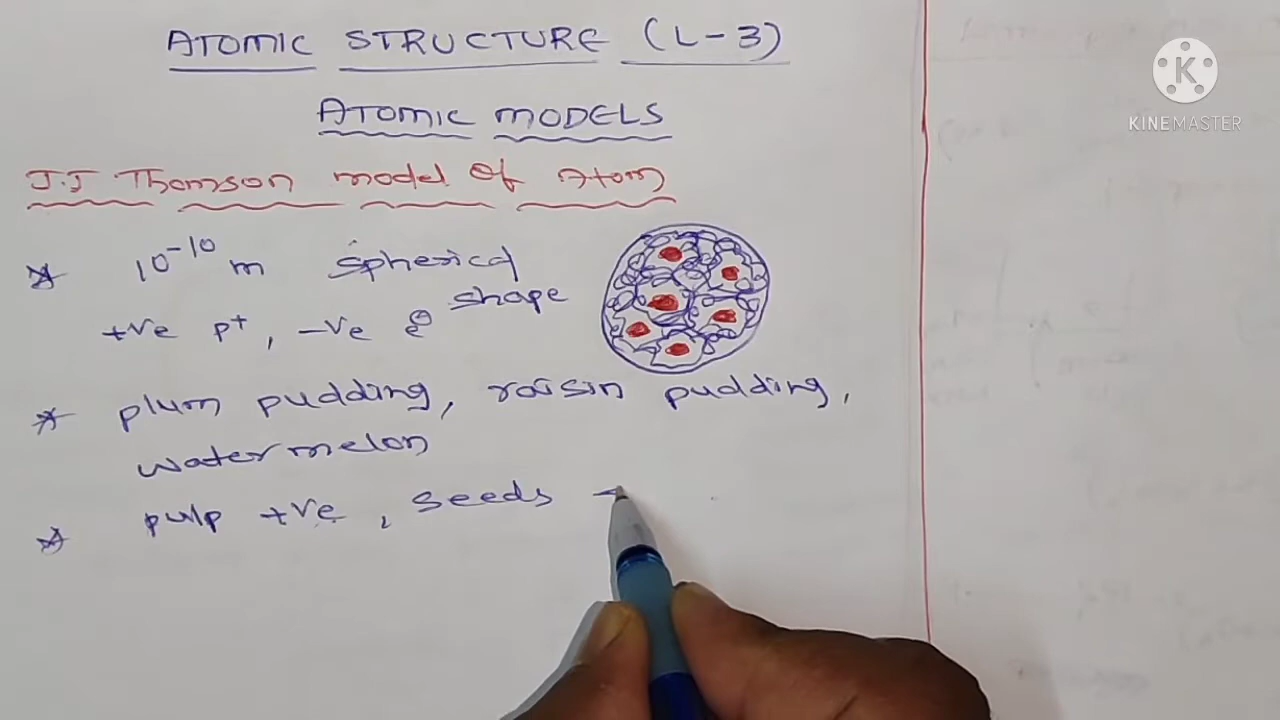 ATOMIC STRUCTURE (L-3)
ATOMIC MODELS
J.J Thomson model of Atom
* 10⁻¹⁰ m spherical shape
+ve p⁺, -ve e⊖
* plum pudding, raisin pudding,
watermelon
* pulp +ve, seeds -
K
KINEMASTER